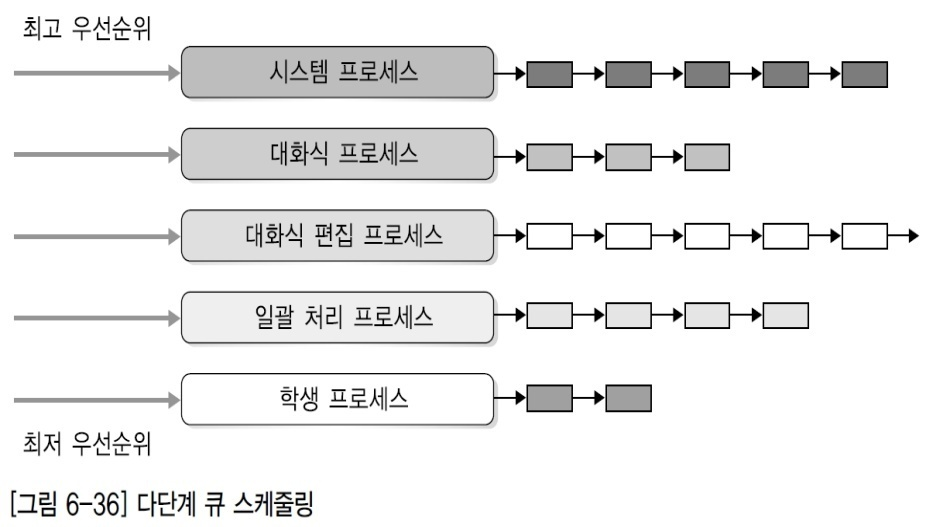 최고 우선순위
시스템 프로세스
대화식 프로세스
대화식 편집 프로세스
일괄 처리 프로세스
학생 프로세스
최저 우선순위
[그림 6-36] 다단계 큐 스케줄링